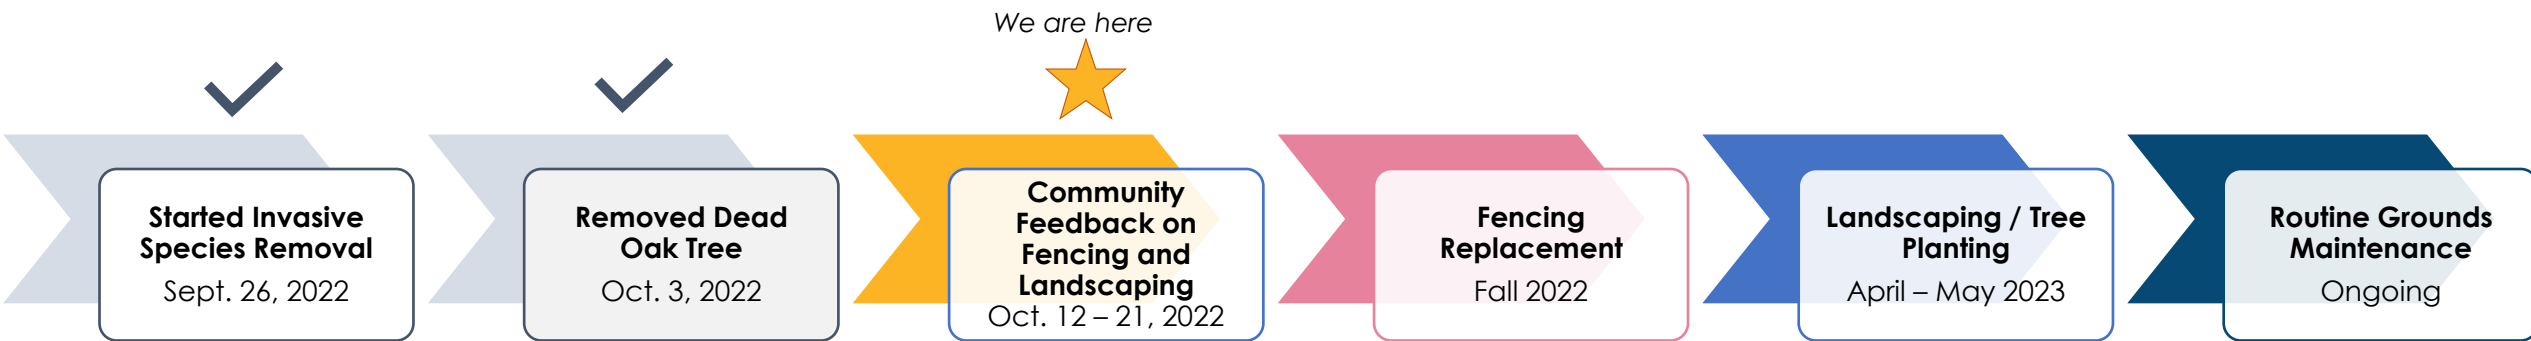 We are here
Started Invasive
Species Removal
Sept. 26, 2022
Removed Dead
Oak Tree
Oct. 3, 2022
Community
Feedback on
Fencing and
Landscaping
Oct. 12 – 21, 2022
Fencing
Replacement
Fall 2022
Landscaping / Tree
Planting
April – May 2023
Routine Grounds
Maintenance
Ongoing